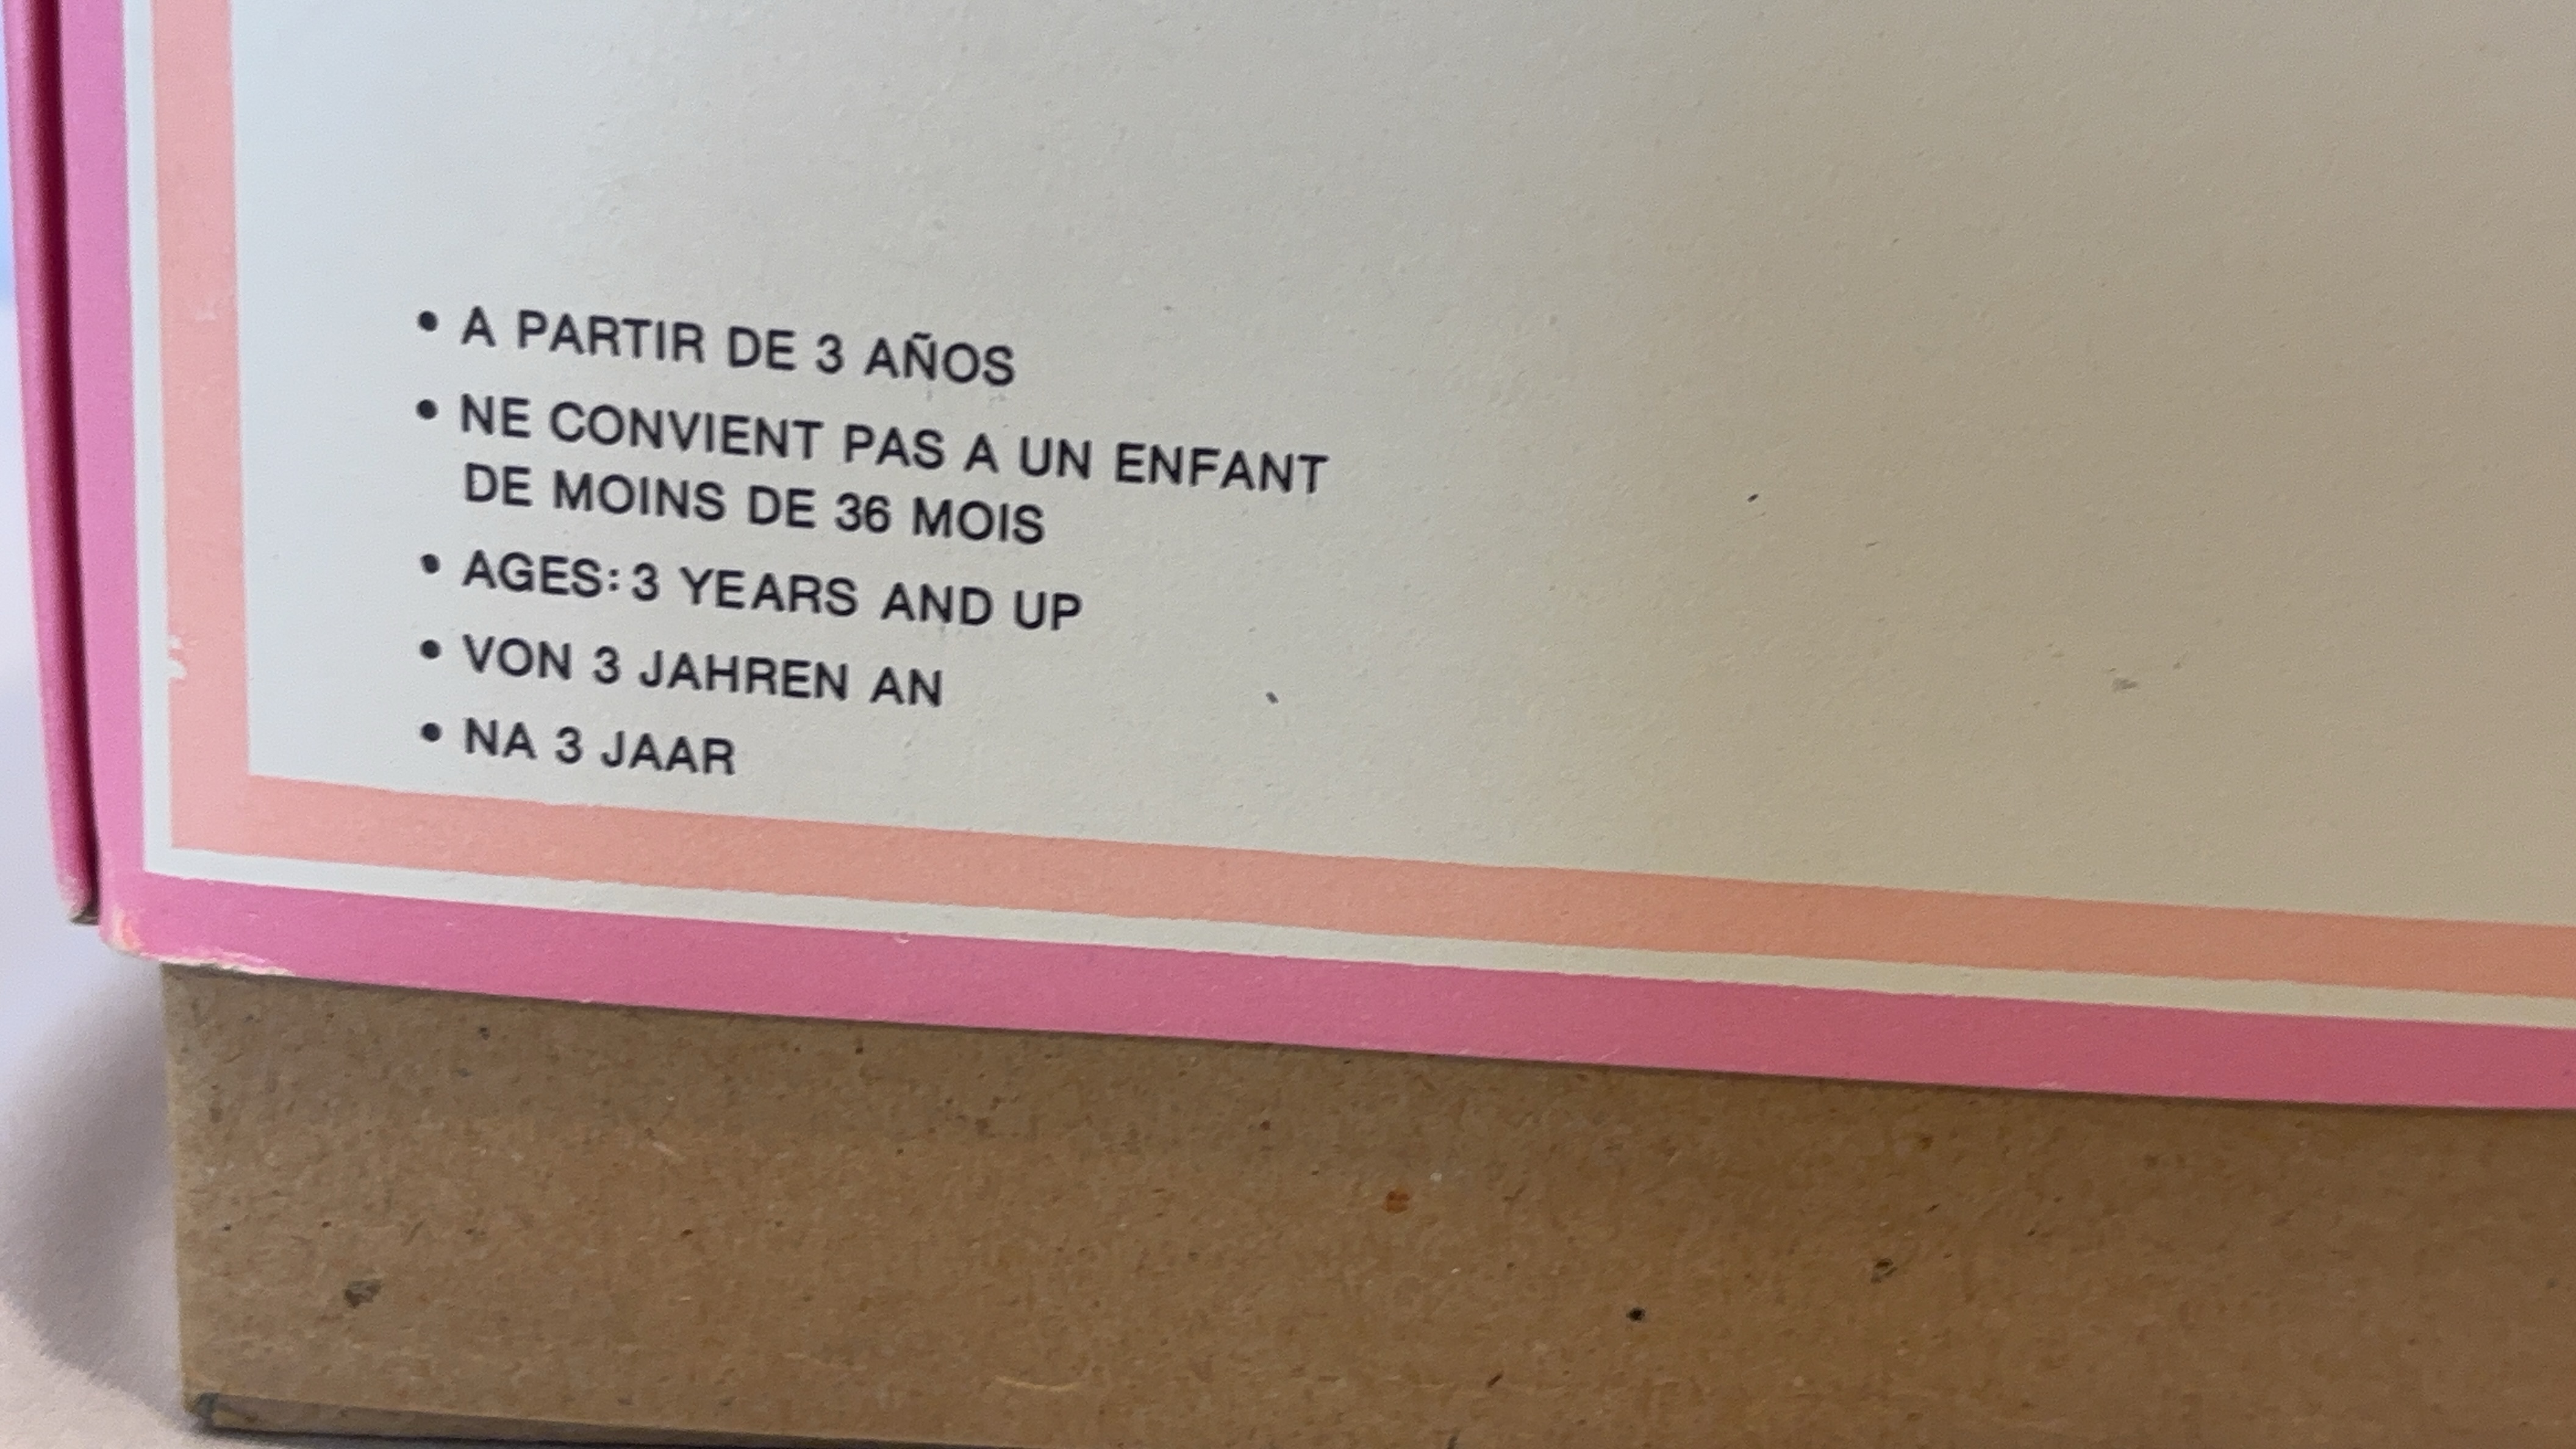 • A PARTIR DE 3 AÑOS
• NE CONVIENT PAS A UN ENFANT
DE MOINS DE 36 MOIS
• AGES: 3 YEARS AND UP
• VON 3 JAHREN AN
• NA 3 JAAR